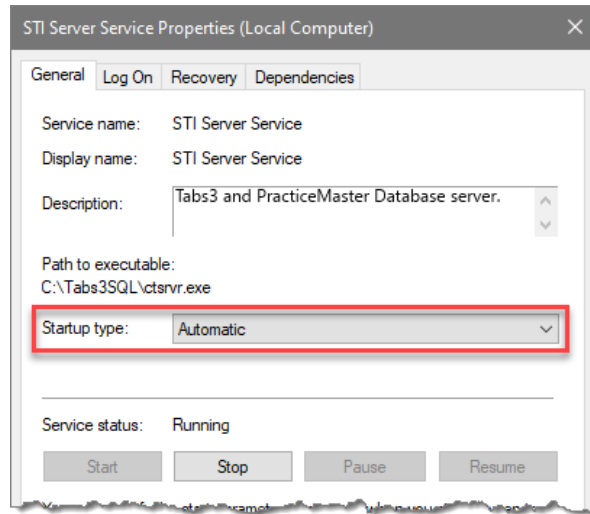 STI Server Service Properties (Local Computer)
General Log On Recovery Dependencies
Service name: STI Server Service
Display name: STI Server Service
Description: Tabs3 and PracticeMaster Database server.
Path to executable:
C:\Tabs3SQL\ctsrvr.exe
Startup type: Automatic
Service status: Running
Start Stop Pause Resume